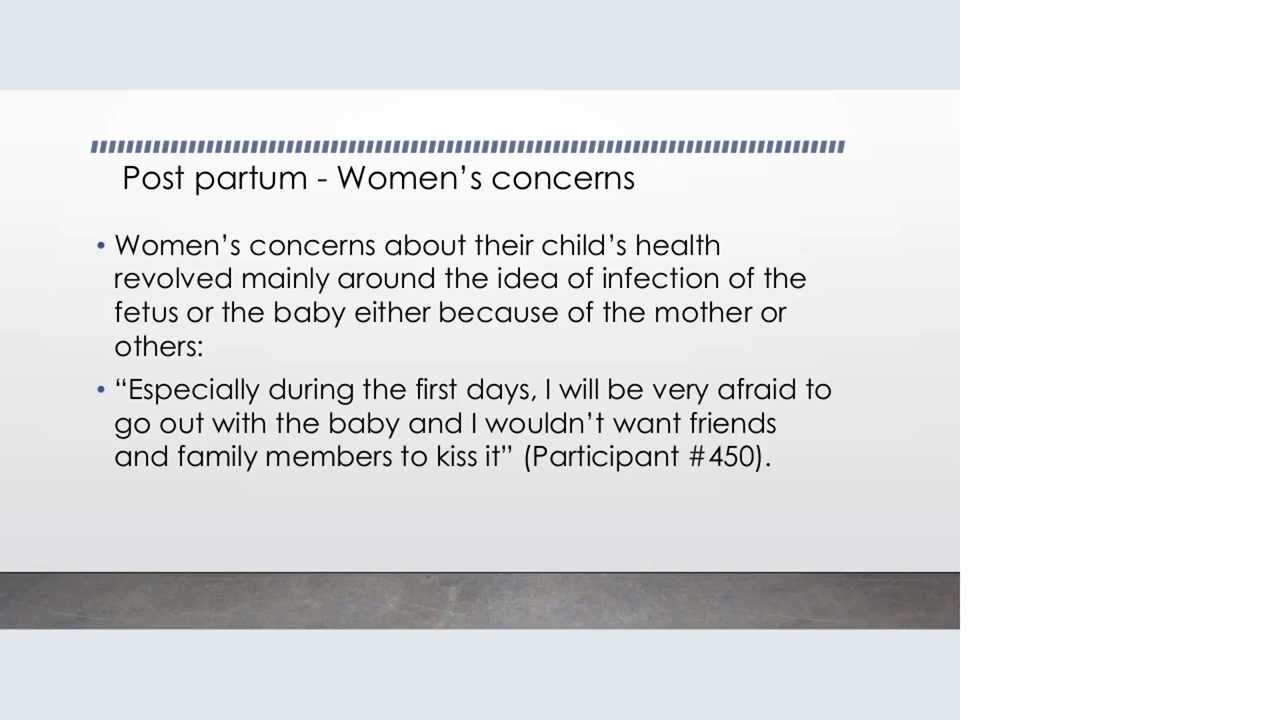 Post partum - Women’s concerns
• Women’s concerns about their child’s health
revolved mainly around the idea of infection of the
fetus or the baby either because of the mother or
others:
• “Especially during the first days, I will be very afraid to
go out with the baby and I wouldn’t want friends
and family members to kiss it” (Participant #450).